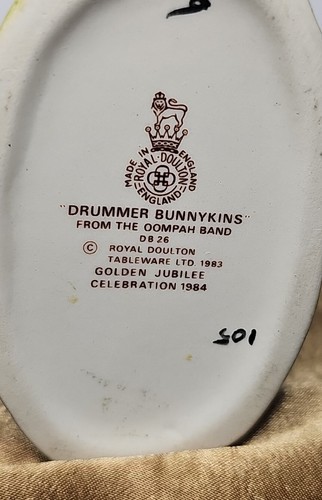 MADE IN ENGLAND
ROYAL DOULTON
ENGLAND
"DRUMMER BUNNYKINS"
FROM THE OOMPAH BAND
DB 26
© ROYAL DOULTON
TABLEWARE LTD. 1983
GOLDEN JUBILEE
CELEBRATION 1984
105